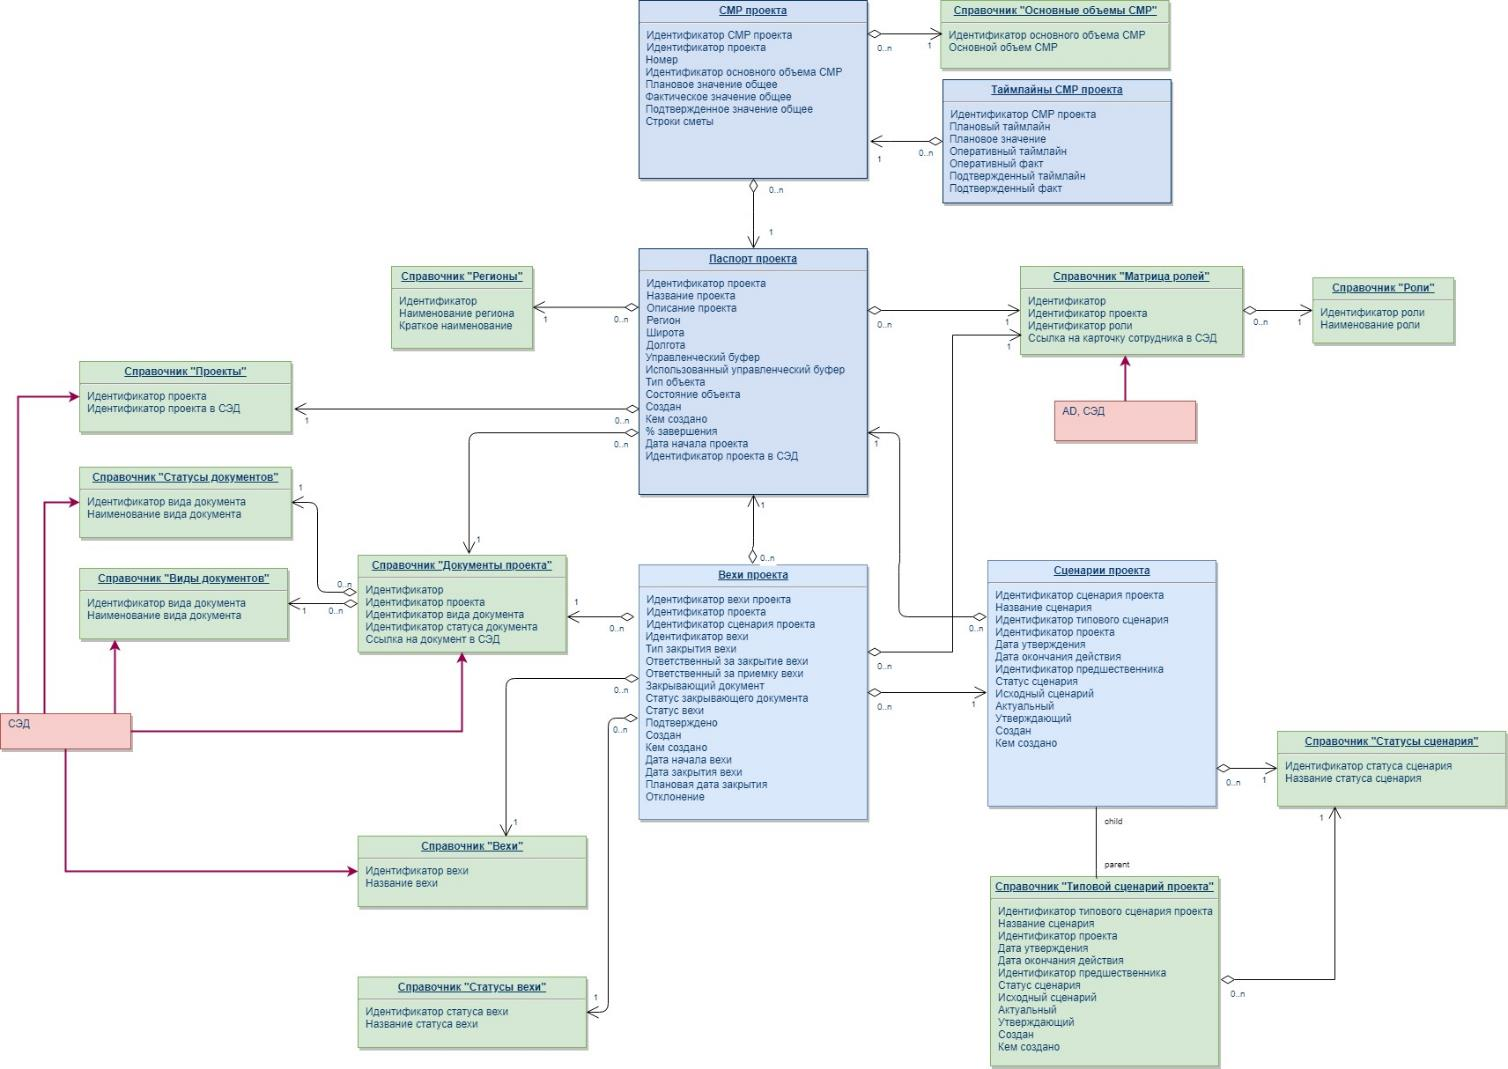 СМР проекта
Идентификатор СМР проекта
Идентификатор проекта
Номер
Идентификатор основного объема СМР
Плановое значение общее
Фактическое значение общее
Подтвержденное значение общее
Строки сметы
0..n
1
Справочник "Основные объемы СМР"
Идентификатор основного объема СМР
Основной объем СМР
Таймлайны СМР проекта
Идентификатор СМР проекта
Плановый таймлайн
Плановое значение
Оперативный таймлайн
Оперативный факт
Подтвержденный таймлайн
Подтвержденный факт
0..n
1
0..n
1
Справочник "Регионы"
Идентификатор
Наименование региона
Краткое наименование
1
0..n
Паспорт проекта
Идентификатор проекта
Название проекта
Описание проекта
Регион
Широта
Долгота
Управленческий буфер
Использованный управленческий буфер
Тип объекта
Состояние объекта
Создан
Кем создано
% завершения
Дата начала проекта
Идентификатор проекта в СЭД
0..n
1
1
Справочник "Матрица ролей"
Идентификатор
Идентификатор проекта
Идентификатор роли
Ссылка на карточку сотрудника в СЭД
0..n
1
Справочник "Роли"
Идентификатор роли
Наименование роли
AD, СЭД
Справочник "Проекты"
Идентификатор проекта
Идентификатор проекта в СЭД
1
0..n
0..n
1
Справочник "Статусы документов"
Идентификатор вида документа
Наименование вида документа
1
Справочник "Виды документов"
Идентификатор вида документа
Наименование вида документа
1
0..n
0..n
1
Справочник "Документы проекта"
Идентификатор
Идентификатор проекта
Идентификатор вида документа
Идентификатор статуса документа
Ссылка на документ в СЭД
1
0..n
1
0..n
Вехи проекта
Идентификатор вехи проекта
Идентификатор проекта
Идентификатор сценария проекта
Идентификатор вехи
Тип закрытия вехи
Ответственный за закрытие вехи
Ответственный за приемку вехи
Закрывающий документ
Статус закрывающего документа
Статус вехи
Подтверждено
Создан
Кем создано
Дата начала вехи
Дата закрытия вехи
Плановая дата закрытия
Отклонение
0..n
0..n
0..n
0..n
1
0..n
Сценарии проекта
Идентификатор сценария проекта
Название сценария
Идентификатор типового сценария
Идентификатор проекта
Дата утверждения
Дата окончания действия
Идентификатор предшественника
Статус сценария
Исходный сценарий
Актуальный
Утверждающий
Создан
Кем создано
СЭД
0..n
1
Справочник "Статусы сценария"
Идентификатор статуса сценария
Название статуса сценария
1
child
parent
1
Справочник "Вехи"
Идентификатор вехи
Название вехи
Справочник "Типовой сценарий проекта"
Идентификатор типового сценария проекта
Название сценария
Идентификатор проекта
Дата утверждения
Дата окончания действия
Идентификатор предшественника
Статус сценария
Исходный сценарий
Актуальный
Утверждающий
Создан
Кем создано
0..n
Справочник "Статусы вехи"
Идентификатор статуса вехи
Название статуса вехи
1